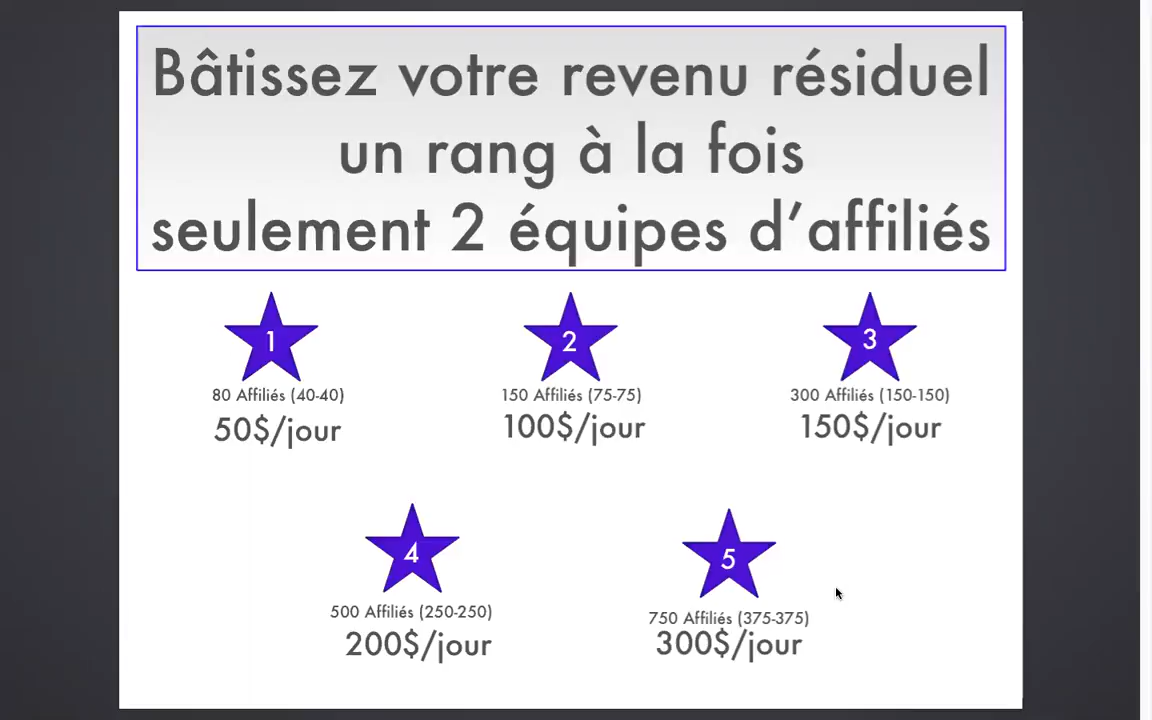 Bâtissez votre revenu résiduel
un rang à la fois
seulement 2 équipes d’affiliés
1
2
3
80 Affiliés (40-40)
150 Affiliés (75-75)
300 Affiliés (150-150)
50$/jour
100$/jour
150$/jour
4
5
500 Affiliés (250-250)
750 Affiliés (375-375)
200$/jour
300$/jour